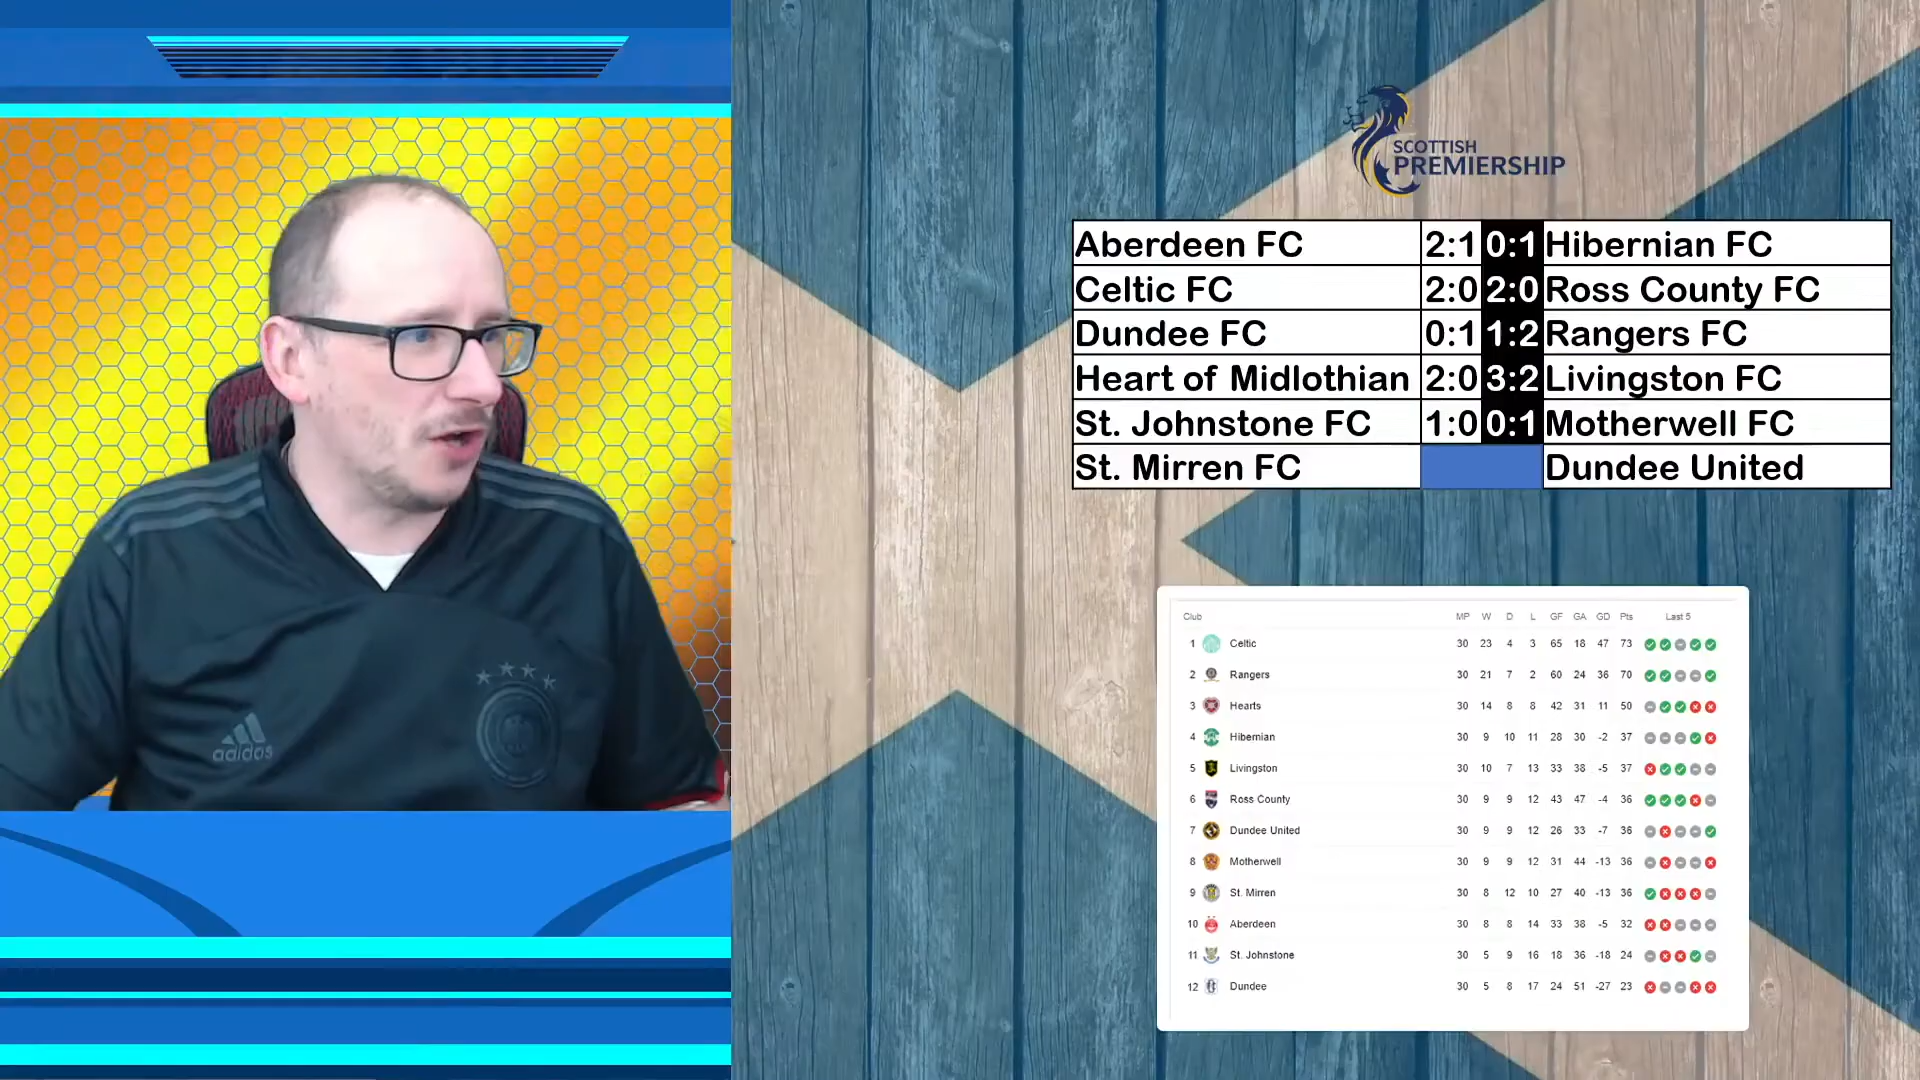 SCOTTISH
PREMIERSHIP
Aberdeen FC 2:1 0:1 Hibernian FC
Celtic FC 2:0 2:0 Ross County FC
Dundee FC 0:1 1:2 Rangers FC
Heart of Midlothian 2:0 3:2 Livingston FC
St. Johnstone FC 1:0 0:1 Motherwell FC
St. Mirren FC Dundee United
Club MP W D L GF GA GD Pts Last 5
1 Celtic 30 23 4 3 65 18 47 73
2 Rangers 30 21 7 2 60 24 36 70
3 Hearts 30 14 8 8 42 31 11 50
4 Hibernian 30 9 10 11 28 30 -2 37
5 Livingston 30 10 7 13 33 38 -5 37
6 Ross County 30 9 9 12 43 47 -4 36
7 Dundee United 30 9 9 12 26 33 -7 36
8 Motherwell 30 9 9 12 31 44 -13 36
9 St. Mirren 30 8 12 10 27 40 -13 36
10 Aberdeen 30 8 8 14 33 38 -5 32
11 St. Johnstone 30 5 9 16 18 36 -18 24
12 Dundee 30 5 8 17 24 51 -27 23
adidas